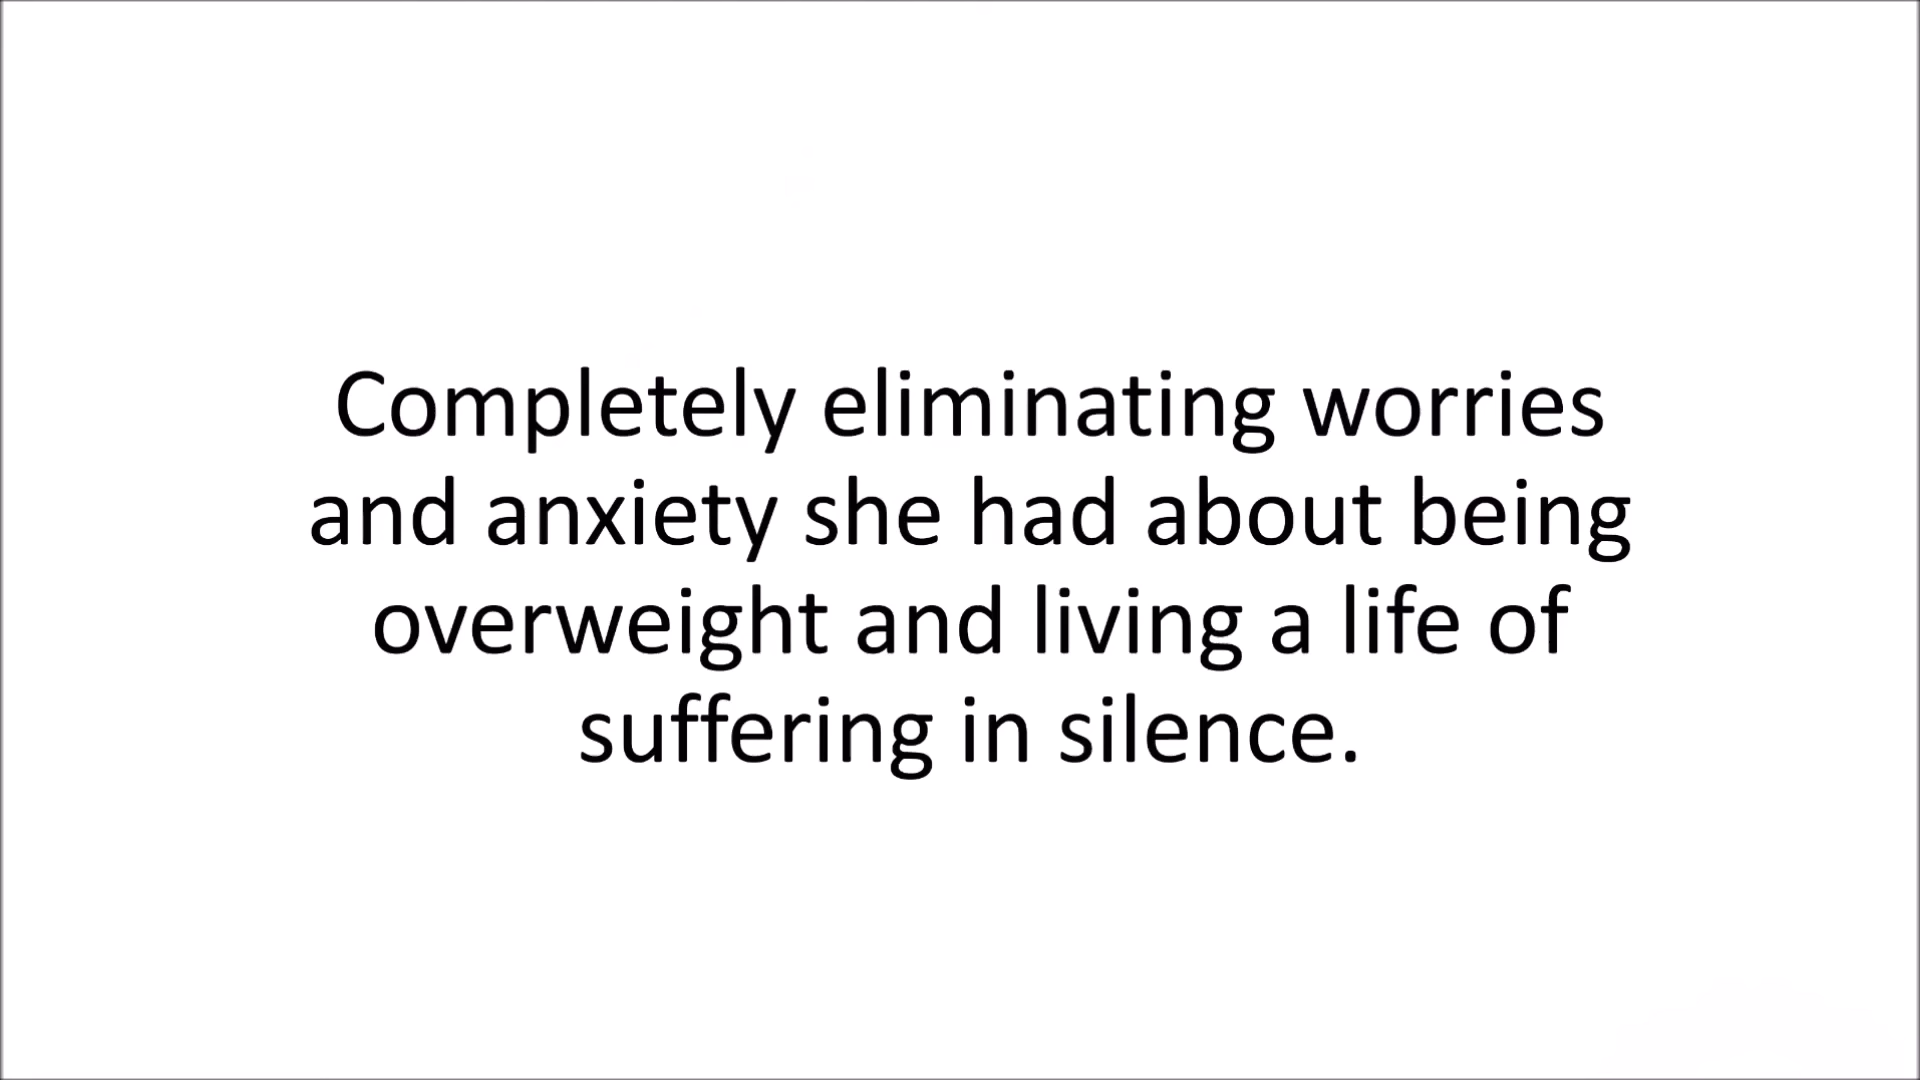 Completely eliminating worries
and anxiety she had about being
overweight and living a life of
suffering in silence.